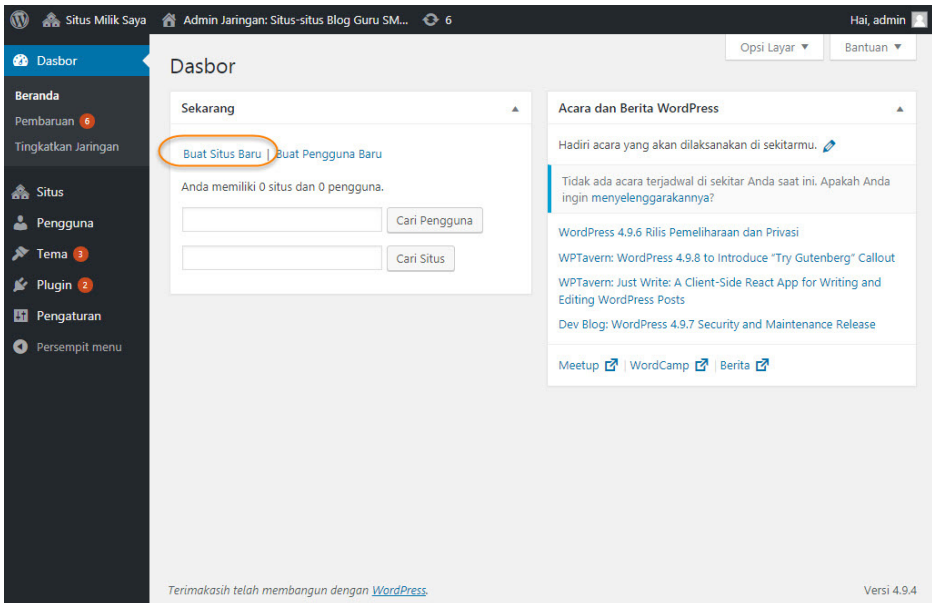 Situs Milik Saya Admin Jaringan: Situs-situs Blog Guru SM... 6 Hai, admin
Opsi Layar ▼ Bantuan ▼
Dasbor
Beranda
Pembaruan 6
Tingkatkan Jaringan
Situs
Pengguna
Tema 3
Plugin 2
Pengaturan
Persempit menu
Dasbor
Sekarang
Buat Situs Baru | Buat Pengguna Baru
Anda memiliki 0 situs dan 0 pengguna.
Cari Pengguna
Cari Situs
Acara dan Berita WordPress
Hadiri acara yang akan dilaksanakan di sekitarmu.
Tidak ada acara terjadwal di sekitar Anda saat ini. Apakah Anda
ingin menyelenggarakannya?
WordPress 4.9.6 Rilis Pemeliharaan dan Privasi
WPTavern: WordPress 4.9.8 to Introduce “Try Gutenberg” Callout
WPTavern: Just Write: A Client-Side React App for Writing and
Editing WordPress Posts
Dev Blog: WordPress 4.9.7 Security and Maintenance Release
Meetup | WordCamp | Berita
Terimakasih telah membangun dengan WordPress.
Versi 4.9.4